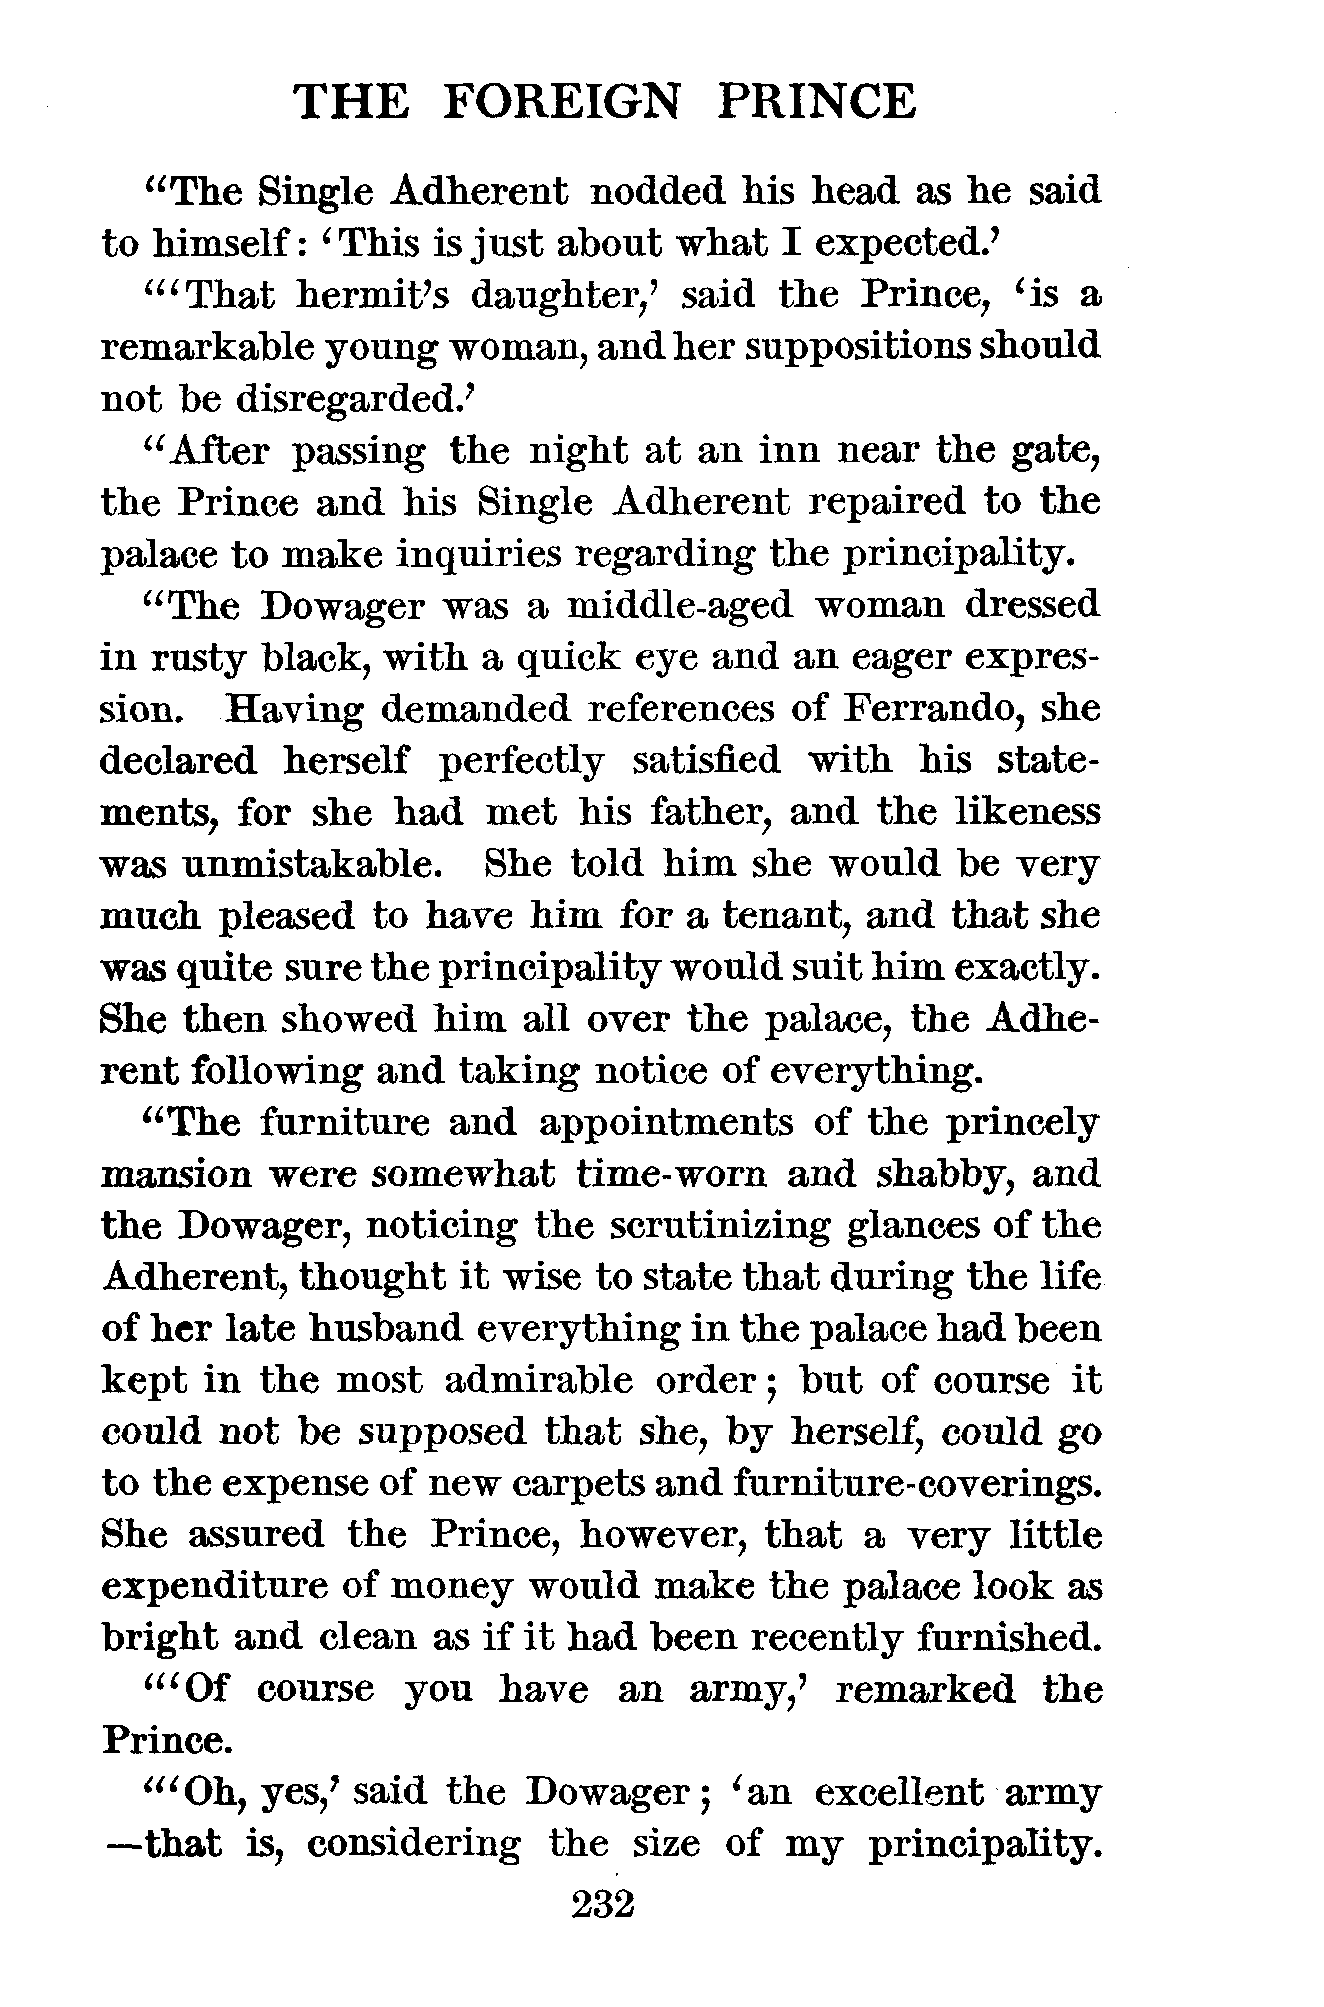 THE FOREIGN PRINCE
“The Single Adherent nodded his head as he said
to himself: ‘This is just about what I expected.’
“‘That hermit’s daughter,’ said the Prince, ‘is a
remarkable young woman, and her suppositions should
not be disregarded.’
“After passing the night at an inn near the gate,
the Prince and his Single Adherent repaired to the
palace to make inquiries regarding the principality.
“The Dowager was a middle-aged woman dressed
in rusty black, with a quick eye and an eager expres-
sion. Having demanded references of Ferrando, she
declared herself perfectly satisfied with his state-
ments, for she had met his father, and the likeness
was unmistakable. She told him she would be very
much pleased to have him for a tenant, and that she
was quite sure the principality would suit him exactly.
She then showed him all over the palace, the Adhe-
rent following and taking notice of everything.
“The furniture and appointments of the princely
mansion were somewhat time-worn and shabby, and
the Dowager, noticing the scrutinizing glances of the
Adherent, thought it wise to state that during the life
of her late husband everything in the palace had been
kept in the most admirable order; but of course it
could not be supposed that she, by herself, could go
to the expense of new carpets and furniture-coverings.
She assured the Prince, however, that a very little
expenditure of money would make the palace look as
bright and clean as if it had been recently furnished.
“‘Of course you have an army,’ remarked the
Prince.
“‘Oh, yes,’ said the Dowager; ‘an excellent army
—that is, considering the size of my principality.
232